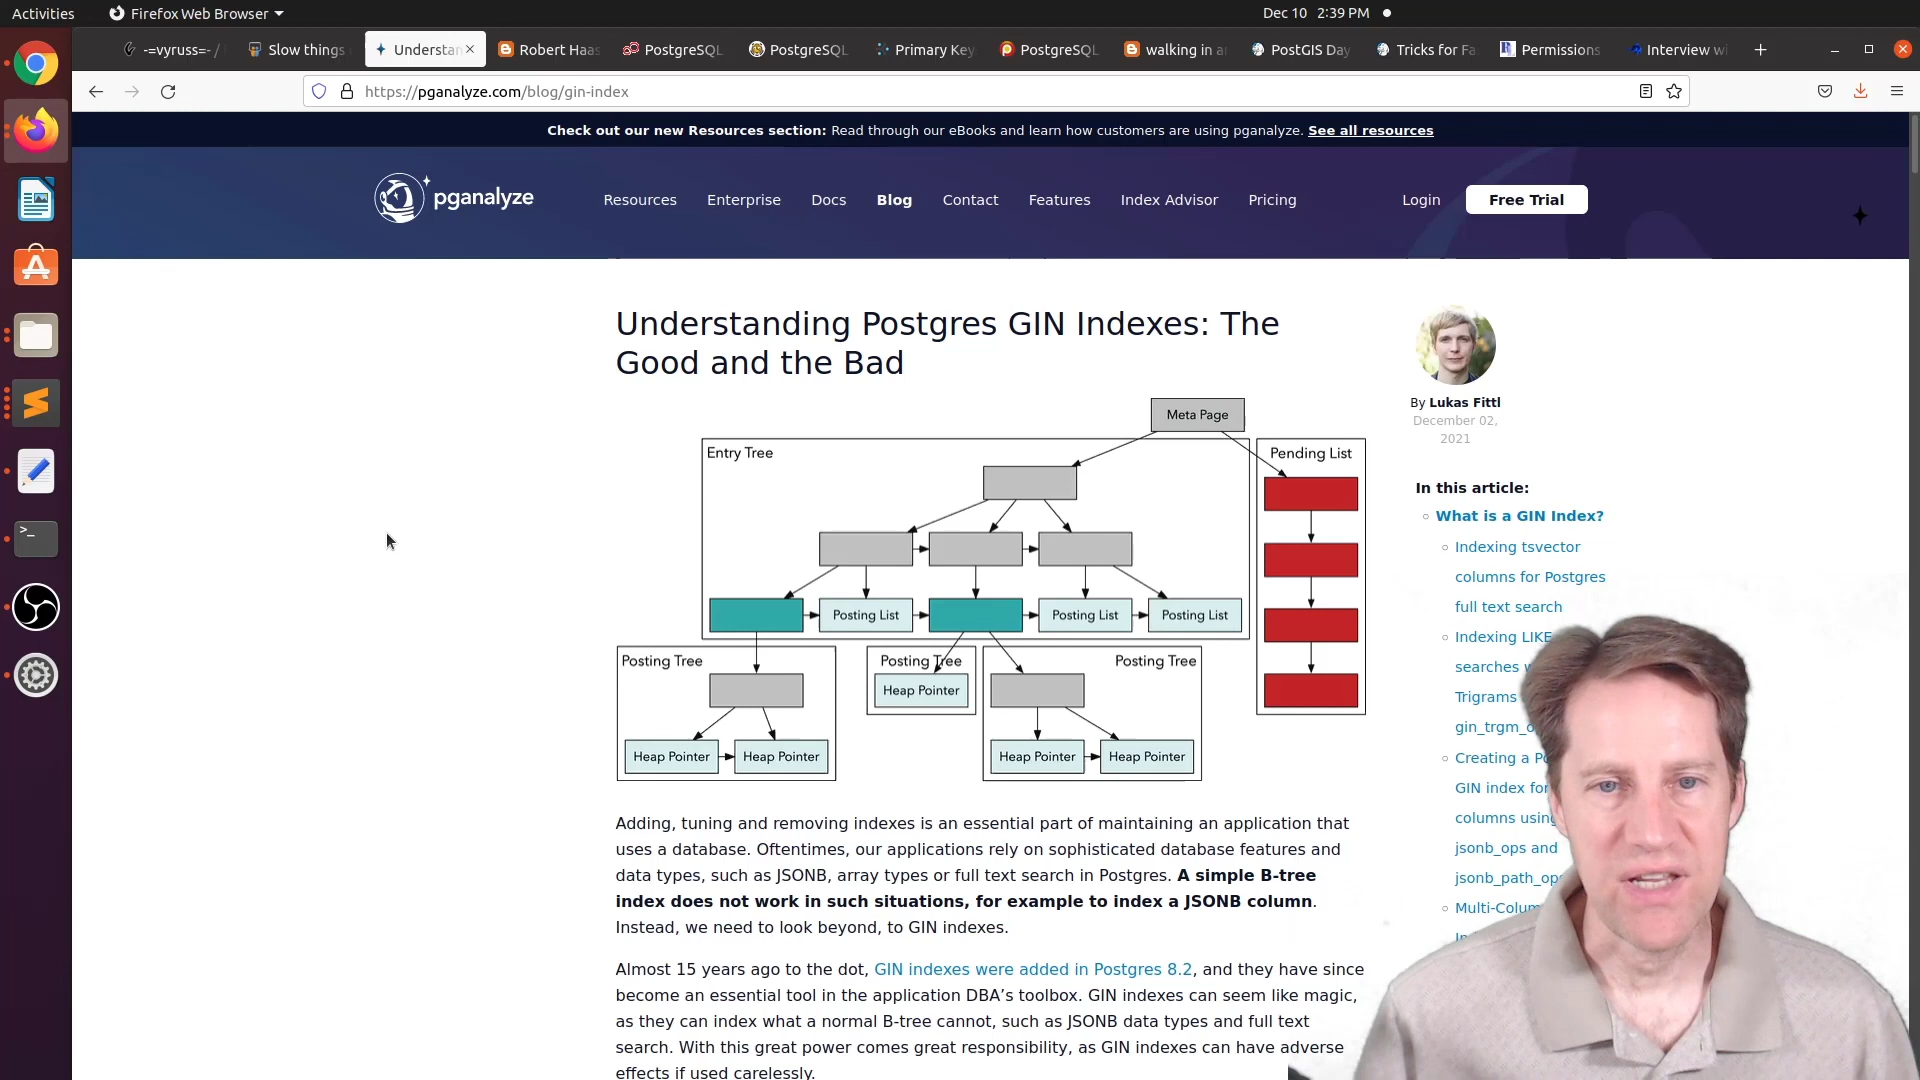 Activities
Firefox Web Browser
Dec 10 2:39 PM
-=vyruss=- /
Slow things
Understan
Robert Haas
PostgreSQL
PostgreSQL
Primary Key
PostgreSQL
walking in a
PostGIS Day
Tricks for Fa
Permissions
Interview wi
https://pganalyze.com/blog/gin-index
Check out our new Resources section: Read through our eBooks and learn how customers are using pganalyze. See all resources
pganalyze
Resources
Enterprise
Docs
Blog
Contact
Features
Index Advisor
Pricing
Login
Free Trial
Understanding Postgres GIN Indexes: The
Good and the Bad
Meta Page
Entry Tree
Pending List
Posting List
Posting List
Posting List
Posting Tree
Posting Tree
Posting Tree
Heap Pointer
Heap Pointer
Heap Pointer
Heap Pointer
Heap Pointer
Adding, tuning and removing indexes is an essential part of maintaining an application that
uses a database. Oftentimes, our applications rely on sophisticated database features and
data types, such as JSONB, array types or full text search in Postgres. A simple B-tree
index does not work in such situations, for example to index a JSONB column.
Instead, we need to look beyond, to GIN indexes.
Almost 15 years ago to the dot, GIN indexes were added in Postgres 8.2, and they have since
become an essential tool in the application DBA’s toolbox. GIN indexes can seem like magic,
as they can index what a normal B-tree cannot, such as JSONB data types and full text
search. With this great power comes great responsibility, as GIN indexes can have adverse
effects if used carelessly.
By Lukas Fittl
December 02,
2021
In this article:
What is a GIN Index?
Indexing tsvector
columns for Postgres
full text search
Indexing LIKE
searches
Trigrams
gin_trgm_o
Creating a Po
GIN index for
columns using
jsonb_ops and
jsonb_path_ops
Multi-Colum